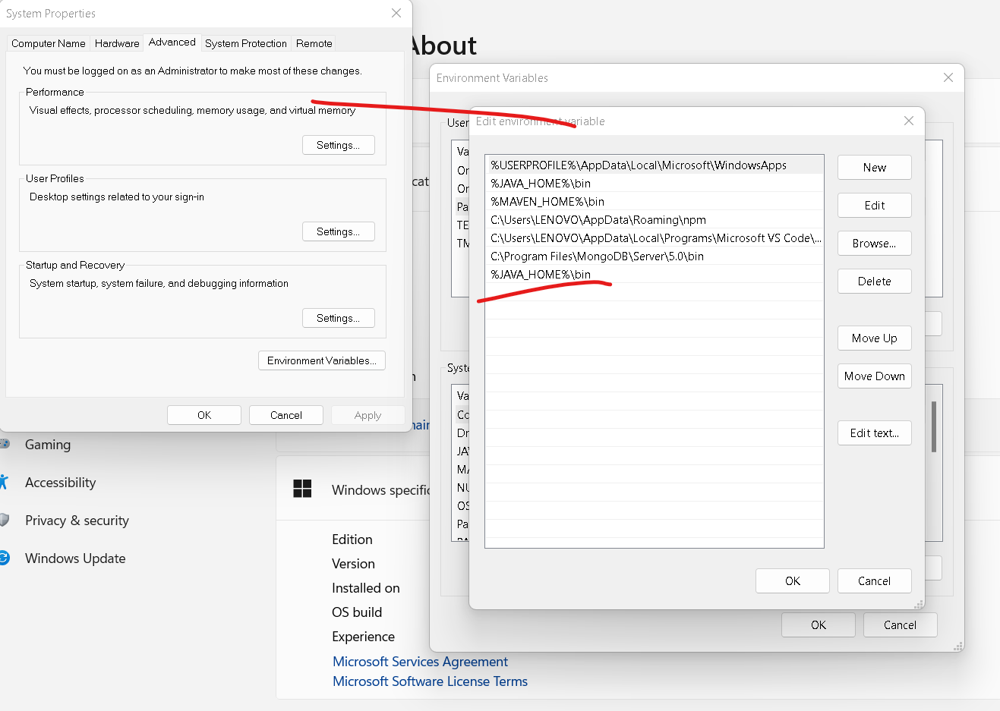 System Properties
Computer Name
Hardware
Advanced
System Protection
Remote
You must be logged on as an Administrator to make most of these changes.
Performance
Visual effects, processor scheduling, memory usage, and virtual memory
Settings...
User Profiles
Desktop settings related to your sign-in
Settings...
Startup and Recovery
System startup, system failure, and debugging information
Settings...
Environment Variables...
OK
Cancel
Apply
About
Gaming
Accessibility
Privacy & security
Windows Update
Windows specific
Edition
Version
Installed on
OS build
Experience
Microsoft Services Agreement
Microsoft Software License Terms
Environment Variables
User
Edit environment variable
%USERPROFILE%\AppData\Local\Microsoft\WindowsApps
%JAVA_HOME%\bin
%MAVEN_HOME%\bin
C:\Users\LENOVO\AppData\Roaming\npm
C:\Users\LENOVO\AppData\Local\Programs\Microsoft VS Code\...
C:\Program Files\MongoDB\Server\5.0\bin
%JAVA_HOME%\bin
New
Edit
Browse...
Delete
Move Up
Move Down
Edit text...
OK
Cancel
Va
On
On
Pa
TE
TM
Syste
Va
Co
Dr
JA
MA
NU
OS
Pa
OK
Cancel